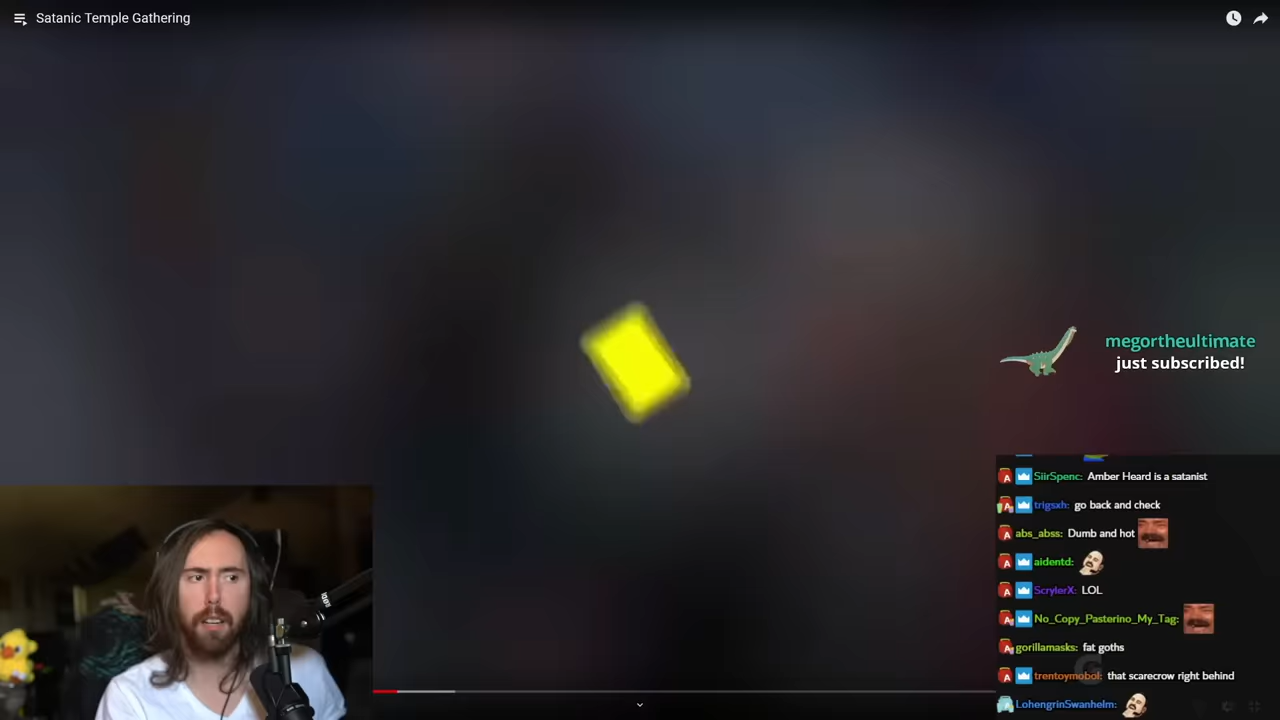 Satanic Temple Gathering
megortheultimate
just subscribed!
SiirSpenc: Amber Heard is a satanist
trigsxh: go back and check
abs_abss: Dumb and hot
aidentd:
ScrylerX: LOL
No_Copy_Pasterino_My_Tag:
gorillamasks: fat goths
trentoymobol: that scarecrow right behind
LohengrinSwanhelm: